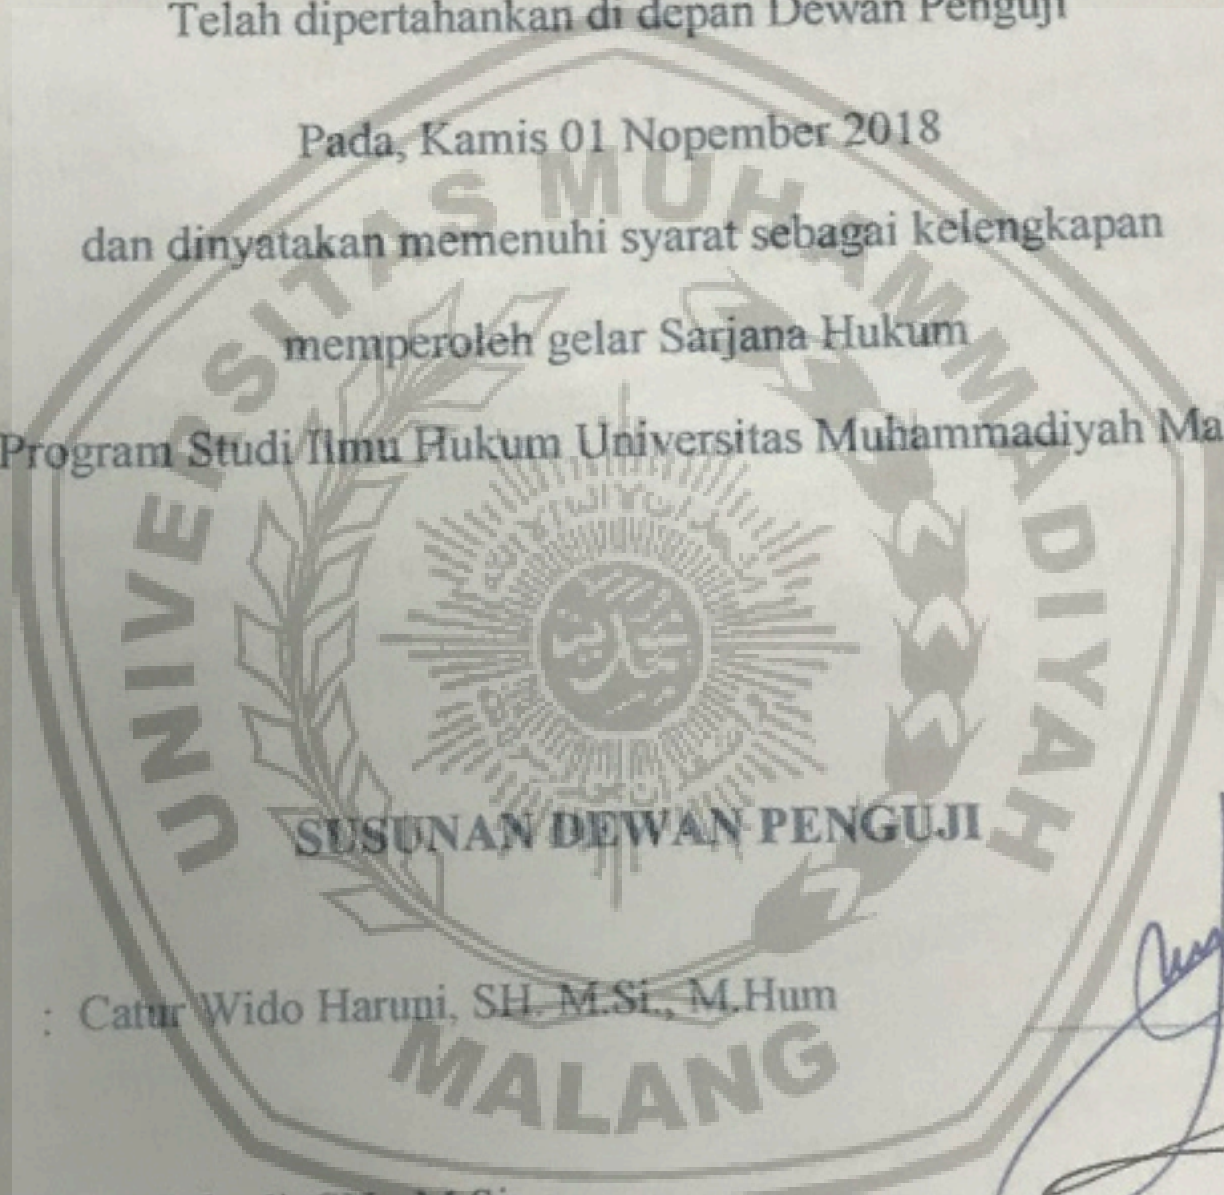 Telah dipertahankan di depan Dewan Penguji
Pada, Kamis 01 Nopember 2018
dan dinyatakan memenuhi syarat sebagai kelengkapan
memperoleh gelar Sarjana Hukum
Program Studi Ilmu Hukum Universitas Muhammadiyah Ma
UNIVERSITAS MUHAMMADIYAH
SUSUNAN DEWAN PENGUJI
: Catur Wido Haruni, SH. M.Si., M.Hum
MALANG